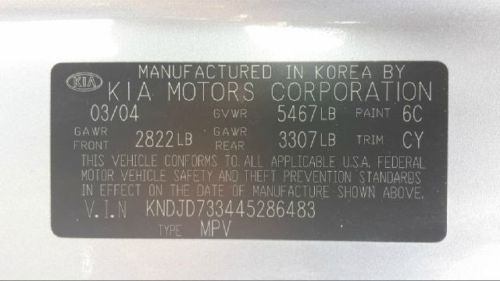 MANUFACTURED IN KOREA BY
KIA KIA MOTORS CORPORATION
03/04 GVWR 5467LB PAINT 6C
GAWR FRONT 2822LB GAWR REAR 3307LB TRIM CY
THIS VEHICLE CONFORMS TO ALL APPLICABLE U.S.A. FEDERAL
MOTOR VEHICLE SAFETY AND THEFT PREVENTION STANDARDS
IN EFFECT ON THE DATE OF MANUFACTURE SHOWN ABOVE.
V.I.N KNDJD733445286483
TYPE MPV